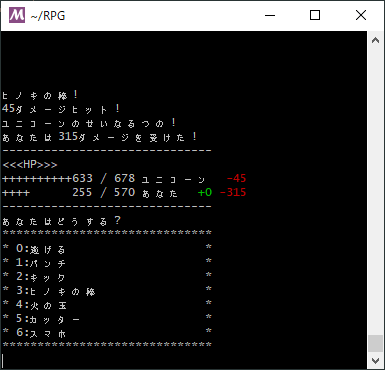 ~/RPG
ヒノキの棒！
45ダメージヒット！
ユニコーンのせいなるつの！
あなたは315ダメージを受けた！
------------------------------
<<<HP>>>
++++++++++633 / 678 ユニコーン -45
++++ 255 / 570 あなた +0 -315
------------------------------
あなたはどうする？
******************************
* 0:逃げる *
* 1:パンチ *
* 2:キック *
* 3:ヒノキの棒 *
* 4:火の玉 *
* 5:カッター *
* 6:スマホ *
******************************